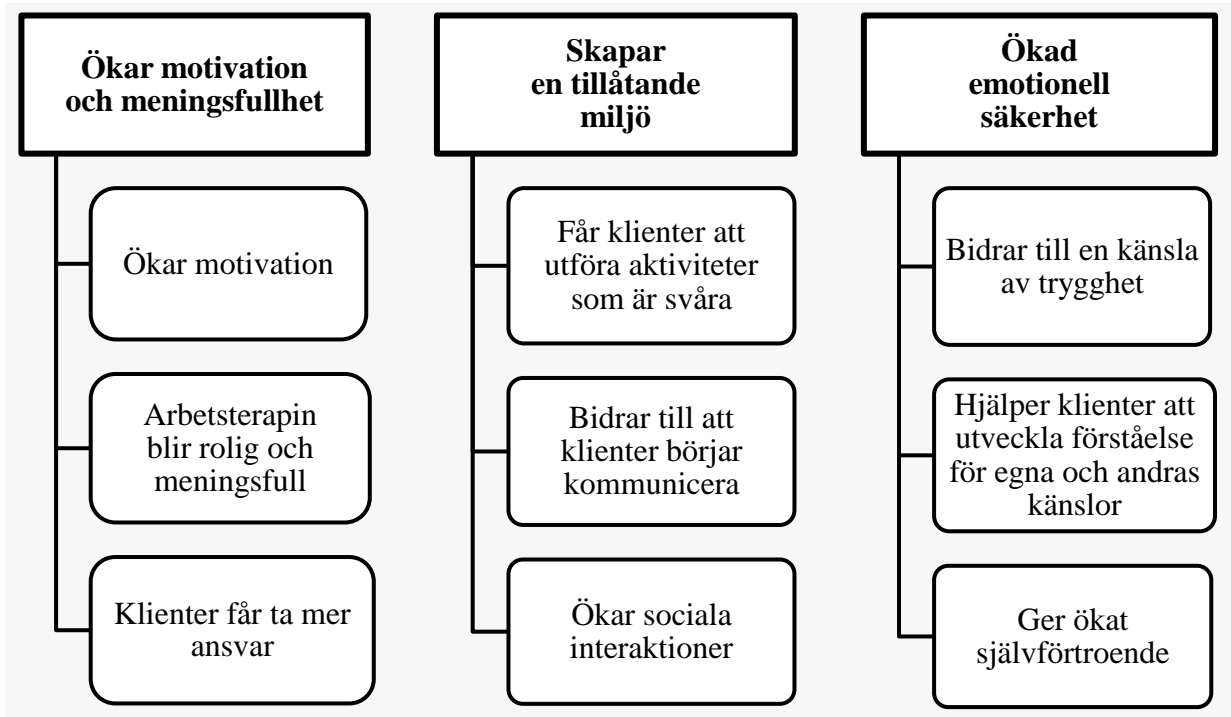 Ökar motivation
och meningsfullhet
Ökar motivation
Arbetsterapin
blir rolig och
meningsfull
Klienter får ta mer
ansvar
Skapar
en tillåtande
miljö
Får klienter att
utföra aktiviteter
som är svåra
Bidrar till att
klienter börjar
kommunicera
Ökar sociala
interaktioner
Ökad
emotionell
säkerhet
Bidrar till en känsla
av trygghet
Hjälper klienter att
utveckla förståelse
för egna och andras
känslor
Ger ökat
självförtroende